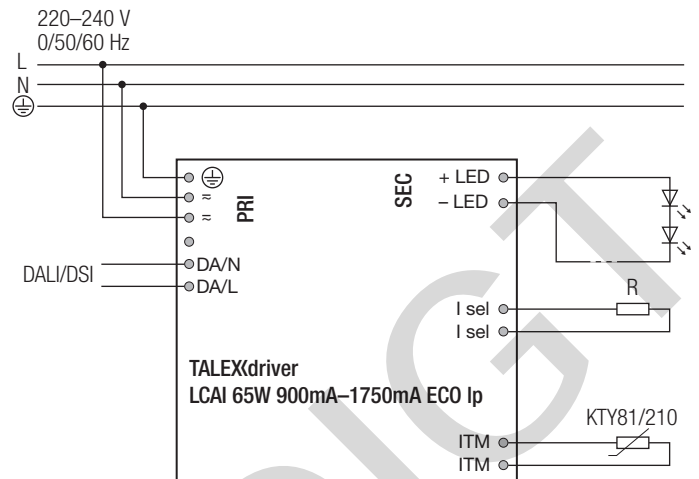 220–240 V
0/50/60 Hz
L
N
PRI
SEC
+ LED
– LED
≂
≂
DALI/DSI
DA/N
DA/L
R
I sel
I sel
TALEXXdriver
LCAI 65W 900mA–1750mA ECO lp
KTY81/210
ITM
ITM